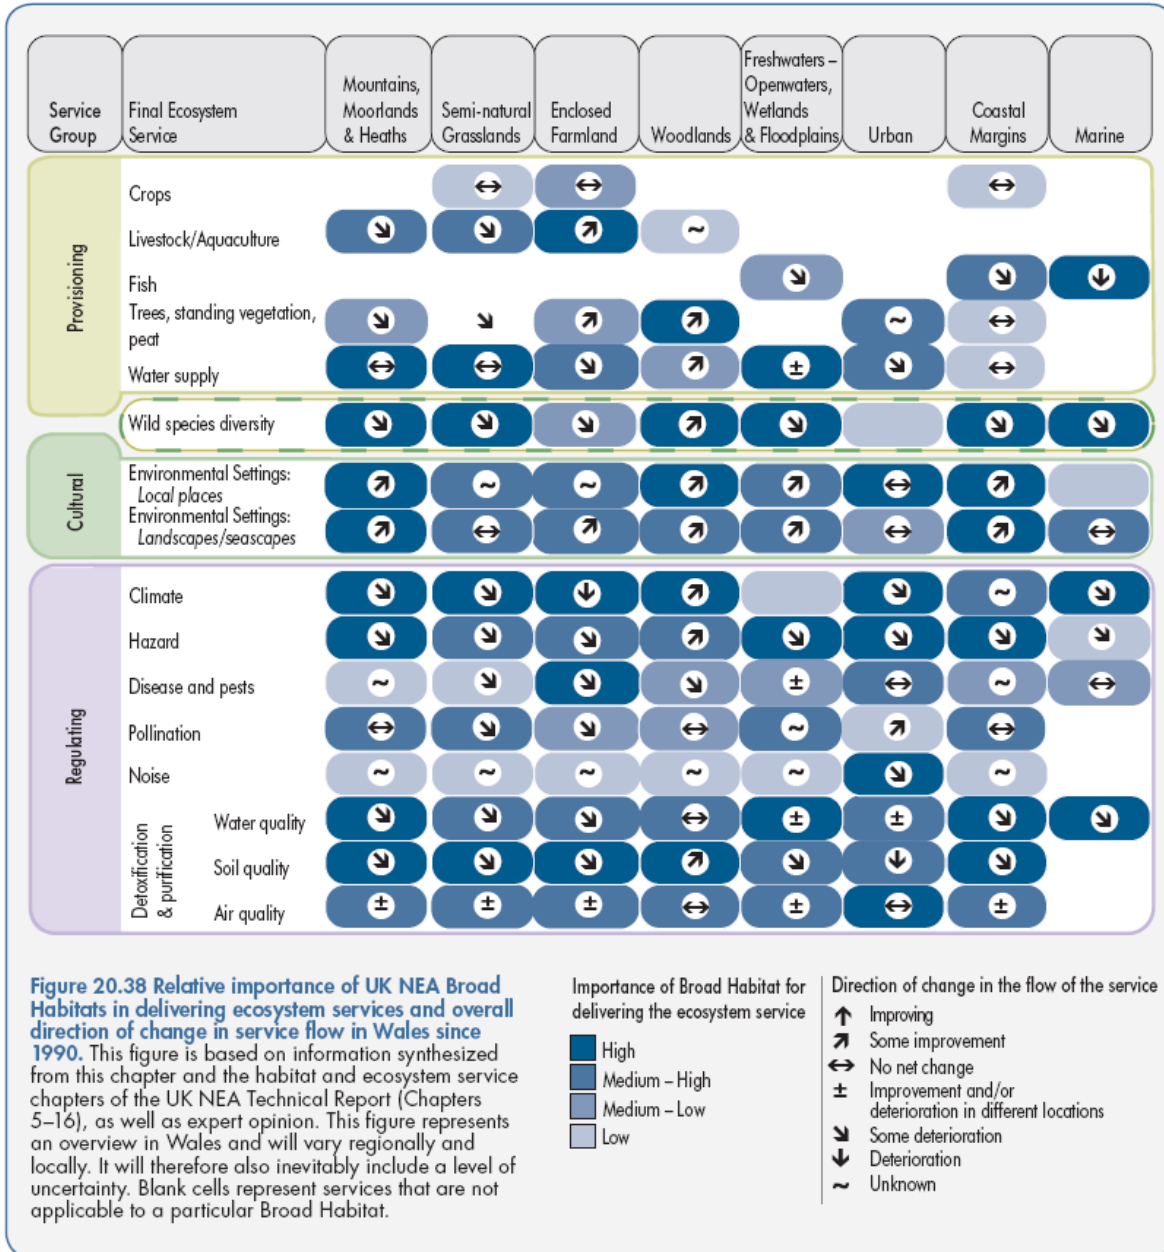 Service
Group
Final Ecosystem
Service
Mountains,
Moorlands
& Heaths
Semi-natural
Grasslands
Enclosed
Farmland
Woodlands
Freshwaters –
Openwaters,
Wetlands
& Floodplains
Urban
Coastal
Margins
Marine
Provisioning
Crops
↔ ↔ ↔
Livestock/Aquaculture
↘ ↘ ↗ ~
Fish
↘ ↘ ↓
Trees, standing vegetation,
peat
↘ ↘ ↗ ↗ ~ ↔
Water supply
↔ ↔ ↘ ↗ ± ↘ ↔
Wild species diversity
↘ ↘ ↘ ↗ ↘ ↘ ↘
Cultural
Environmental Settings:
Local places
↗ ~ ~ ↗ ↗ ↔ ↗
Environmental Settings:
Landscapes/seascapes
↗ ↔ ↗ ↗ ↗ ↔ ↗ ↔
Regulating
Climate
↘ ↘ ↓ ↗ ↘ ~ ↘
Hazard
↘ ↘ ↘ ↗ ↘ ↘ ↘ ↘
Disease and pests
~ ↘ ↘ ↘ ± ↔ ~ ↔
Pollination
↔ ↘ ↘ ↔ ~ ↗ ↔
Noise
~ ~ ~ ~ ~ ↘ ~
Detoxification
& purification
Water quality
↘ ↘ ↘ ↔ ± ± ↘ ↘
Soil quality
↘ ↘ ↘ ↗ ↘ ↓ ↘
Air quality
± ± ± ↔ ± ↔ ±
Figure 20.38 Relative importance of UK NEA Broad
Habitats in delivering ecosystem services and overall
direction of change in service flow in Wales since
1990. This figure is based on information synthesized
from this chapter and the habitat and ecosystem service
chapters of the UK NEA Technical Report (Chapters
5–16), as well as expert opinion. This figure represents
an overview in Wales and will vary regionally and
locally. It will therefore also inevitably include a level of
uncertainty. Blank cells represent services that are not
applicable to a particular Broad Habitat.
Importance of Broad Habitat for
delivering the ecosystem service
High
Medium – High
Medium – Low
Low
Direction of change in the flow of the service
↑ Improving
↗ Some improvement
↔ No net change
± Improvement and/or
deterioration in different locations
↘ Some deterioration
↓ Deterioration
~ Unknown